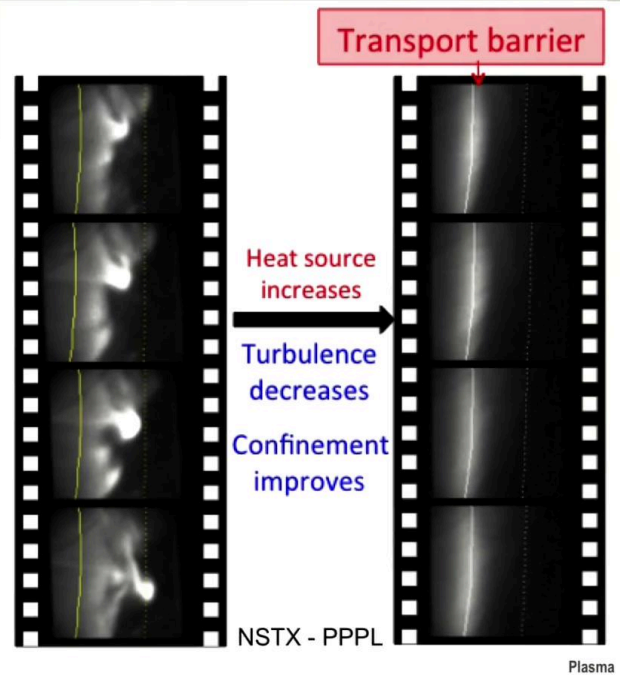 Transport barrier
Heat source
increases
Turbulence
decreases
Confinement
improves
NSTX - PPPL
Plasma